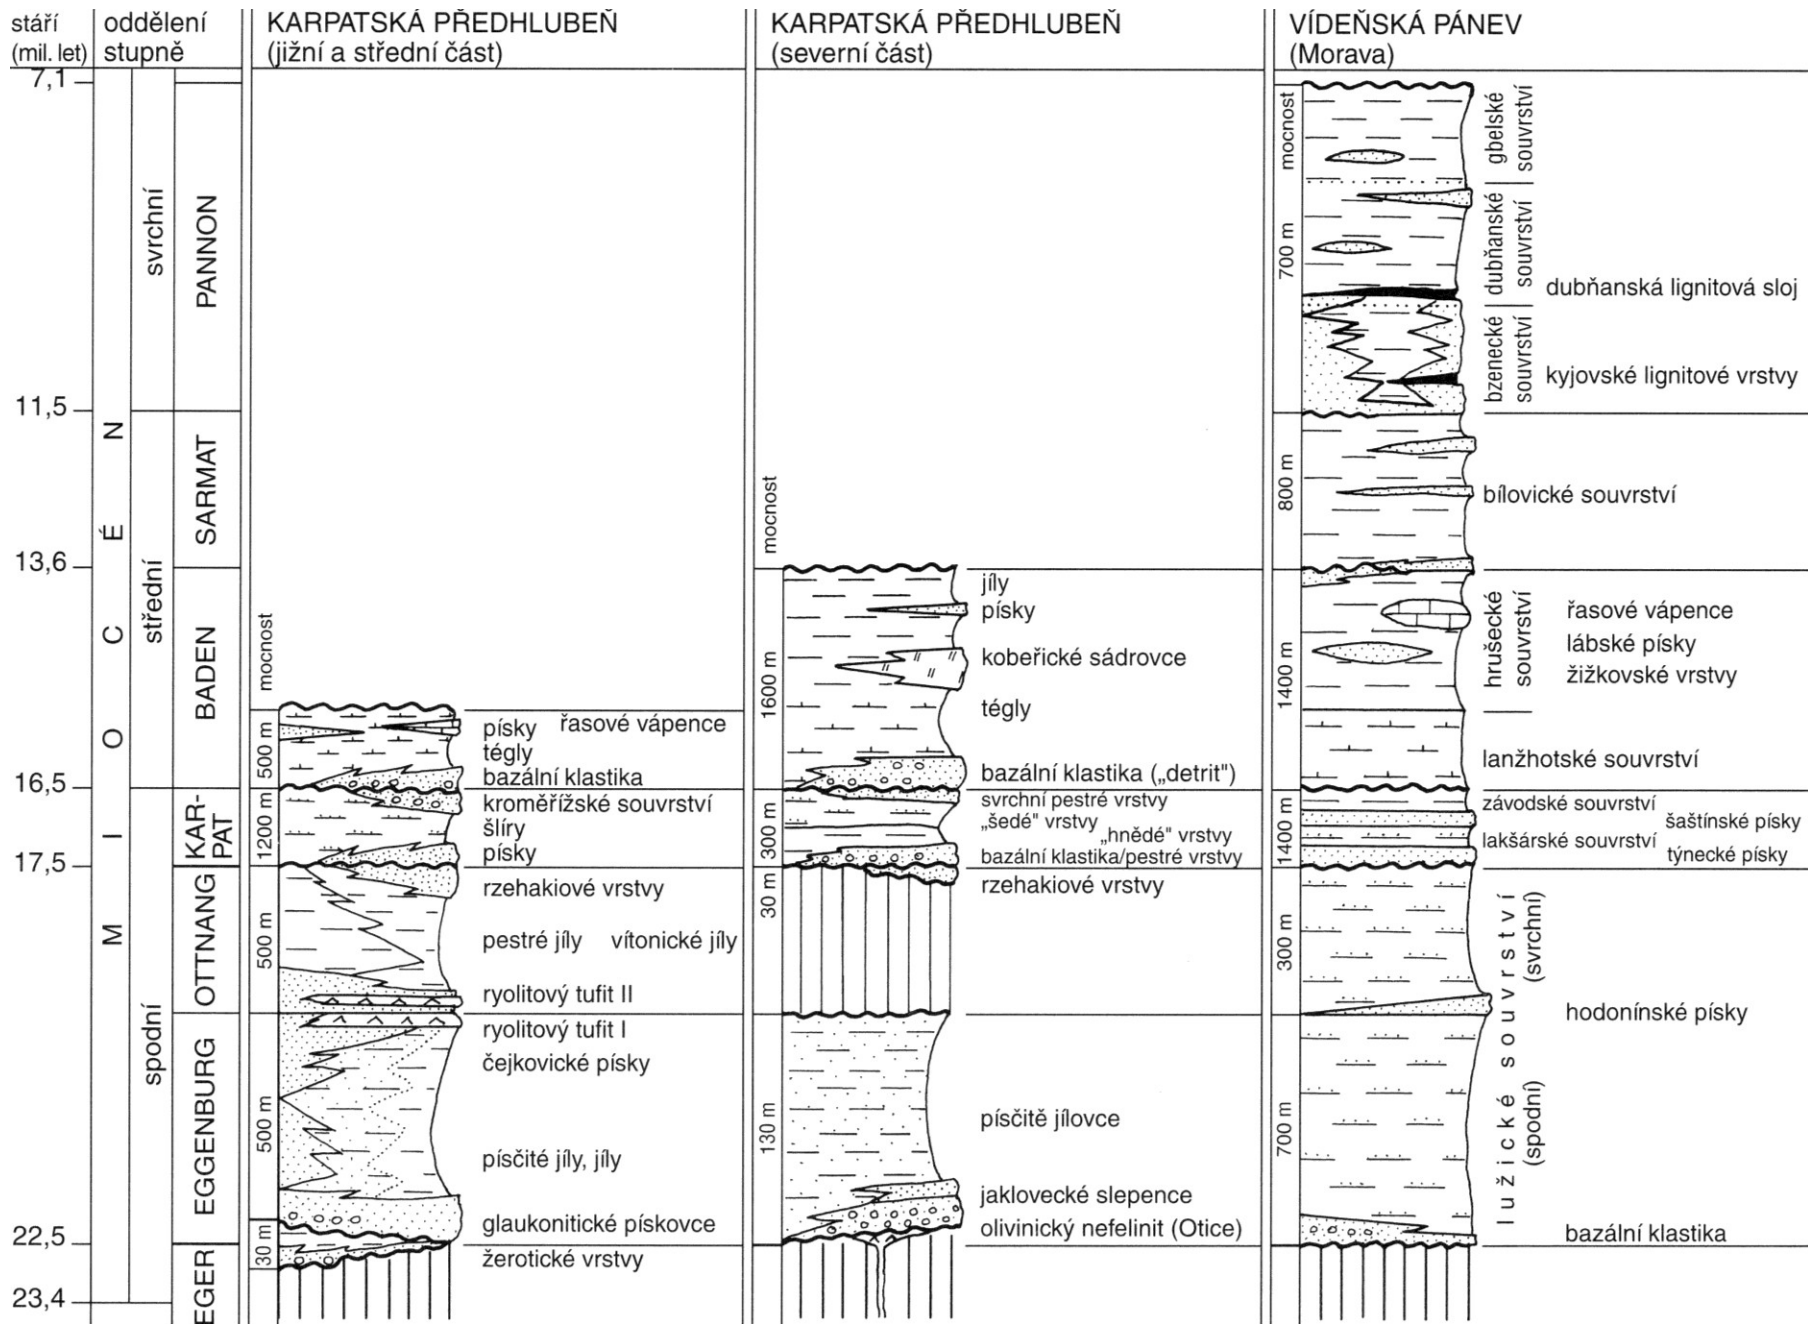 stáří
(mil. let)
oddělení
stupně
KARPATSKÁ PŘEDHLUBEŇ
(jižní a střední část)
KARPATSKÁ PŘEDHLUBEŇ
(severní část)
VÍDEŇSKÁ PÁNEV
(Morava)
7,1
11,5
13,6
16,5
17,5
22,5
23,4
MIOCÉN
svrchní
střední
spodní
PANNON
SARMAT
BADEN
KAR-
PAT
OTTNANG
EGGENBURG
EGER
mocnost
500 m
1200 m
500 m
500 m
30 m
písky
řasové vápence
tégly
bazální klastika
kroměřížské souvrství
šlíry
písky
rzehakiové vrstvy
pestré jíly
vítonické jíly
ryolitový tufit II
ryolitový tufit I
čejkovické písky
písčité jíly, jíly
glaukonitické pískovce
žerotické vrstvy
mocnost
1600 m
300 m
30 m
130 m
jíly
písky
kobeřické sádrovce
tégly
bazální klastika („detrit")
svrchní pestré vrstvy
„šedé" vrstvy
„hnědé" vrstvy
bazální klastika/pestré vrstvy
rzehakiové vrstvy
písčitě jílovce
jaklovecké slepence
olivinický nefelinit (Otice)
mocnost
700 m
800 m
1400 m
1400 m
300 m
700 m
gbelské
souvrství
dubňanské
souvrství
bzenecké
souvrství
dubňanská lignitová sloj
kyjovské lignitové vrstvy
bílovické souvrství
hrušecké
souvrství
řasové vápence
lábské písky
žižkovské vrstvy
lanžhotské souvrství
závodské souvrství
šaštínské písky
lakšárské souvrství
týnecké písky
lužické souvrství
(svrchní)
(spodní)
hodonínské písky
bazální klastika